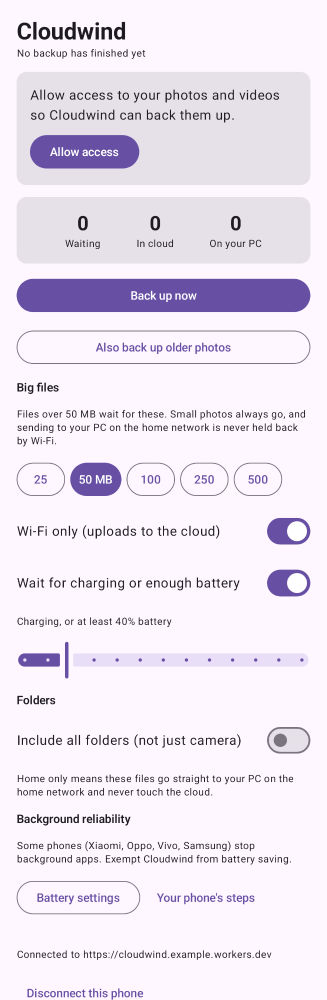 Cloudwind
No backup has finished yet
Allow access to your photos and videos
so Cloudwind can back them up.
Allow access
0 0 0
Waiting In cloud On your PC
Back up now
Also back up older photos
Big files
Files over 50 MB wait for these. Small photos always go, and
sending to your PC on the home network is never held back
by Wi-Fi.
25 50 MB 100 250 500
Wi-Fi only (uploads to the cloud)
Wait for charging or enough battery
Charging, or at least 40% battery
Folders
Include all folders (not just camera)
Home only means these files go straight to your PC on the
home network and never touch the cloud.
Background reliability
Some phones (Xiaomi, Oppo, Vivo, Samsung) stop
background apps. Exempt Cloudwind from battery saving.
Battery settings Your phone's steps
Connected to https://cloudwind.example.workers.dev
Disconnect this phone